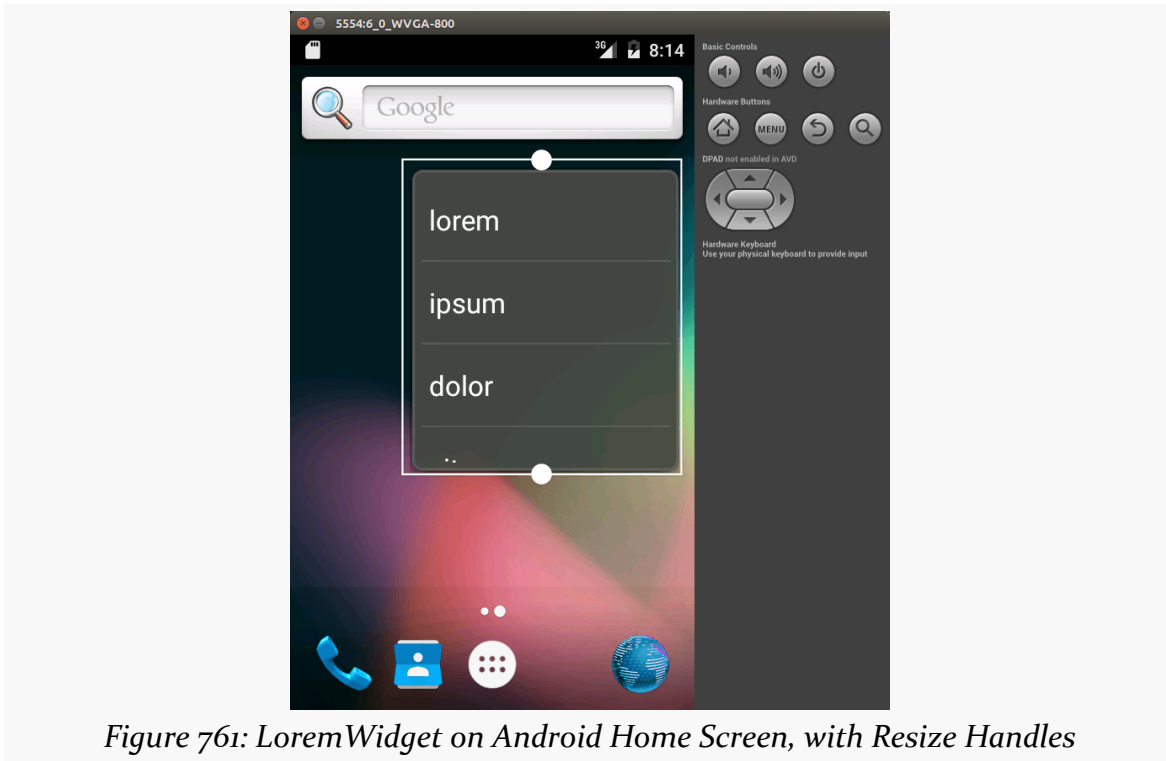 5554:6_0_WVGA-800
3G 8:14
Google
lorem
ipsum
dolor
Basic Controls
Hardware Buttons
MENU
DPAD not enabled in AVD
Hardware Keyboard
Use your physical keyboard to provide input
Figure 761: LoremWidget on Android Home Screen, with Resize Handles